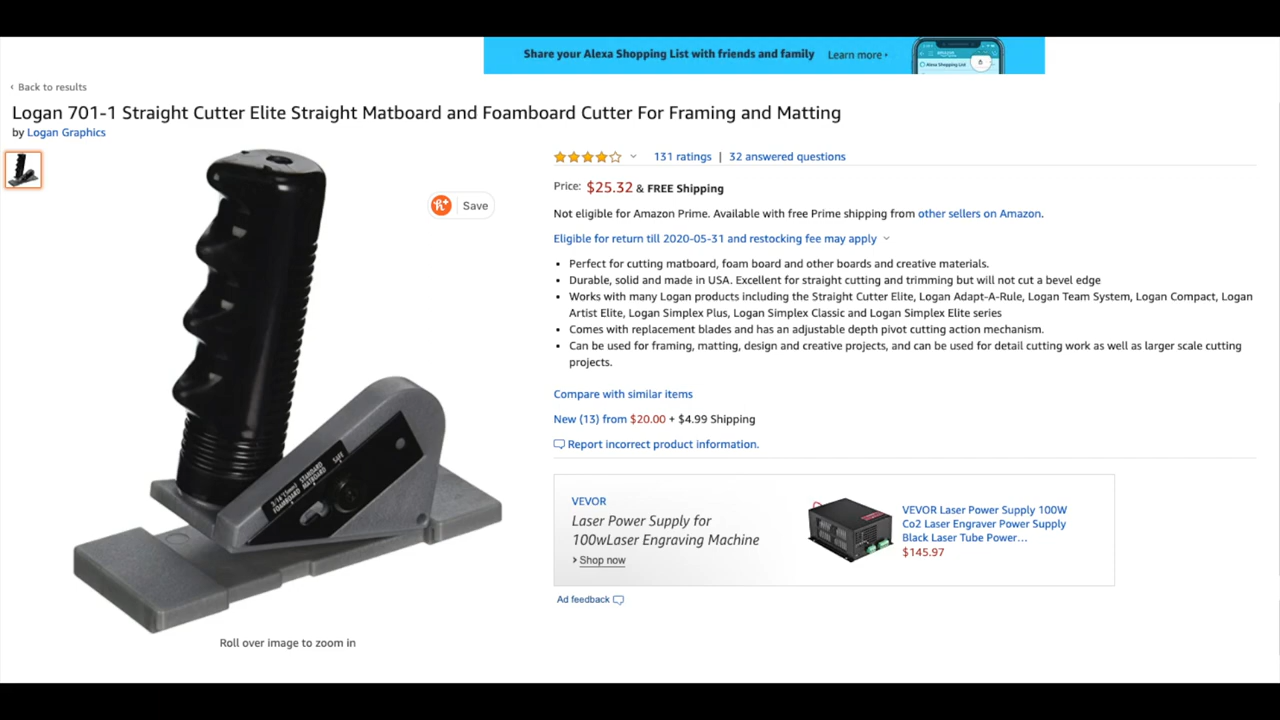 Share your Alexa Shopping List with friends and family Learn more ▸
Alexa Shopping List
‹ Back to results
Logan 701-1 Straight Cutter Elite Straight Matboard and Foamboard Cutter For Framing and Matting
by Logan Graphics
131 ratings | 32 answered questions
Price: $25.32 & FREE Shipping
Save
Not eligible for Amazon Prime. Available with free Prime shipping from other sellers on Amazon.
Eligible for return till 2020-05-31 and restocking fee may apply
• Perfect for cutting matboard, foam board and other boards and creative materials.
• Durable, solid and made in USA. Excellent for straight cutting and trimming but will not cut a bevel edge
• Works with many Logan products including the Straight Cutter Elite, Logan Adapt-A-Rule, Logan Team System, Logan Compact, Logan
Artist Elite, Logan Simplex Plus, Logan Simplex Classic and Logan Simplex Elite series
• Comes with replacement blades and has an adjustable depth pivot cutting action mechanism.
• Can be used for framing, matting, design and creative projects, and can be used for detail cutting work as well as larger scale cutting
projects.
Compare with similar items
New (13) from $20.00 + $4.99 Shipping
Report incorrect product information.
3/16"(5mm) STANDARD SAFE
FOAMBOARD MATBOARD
VEVOR
Laser Power Supply for
100wLaser Engraving Machine
› Shop now
VEVOR Laser Power Supply 100W
Co2 Laser Engraver Power Supply
Black Laser Tube Power…
$145.97
Ad feedback
Roll over image to zoom in